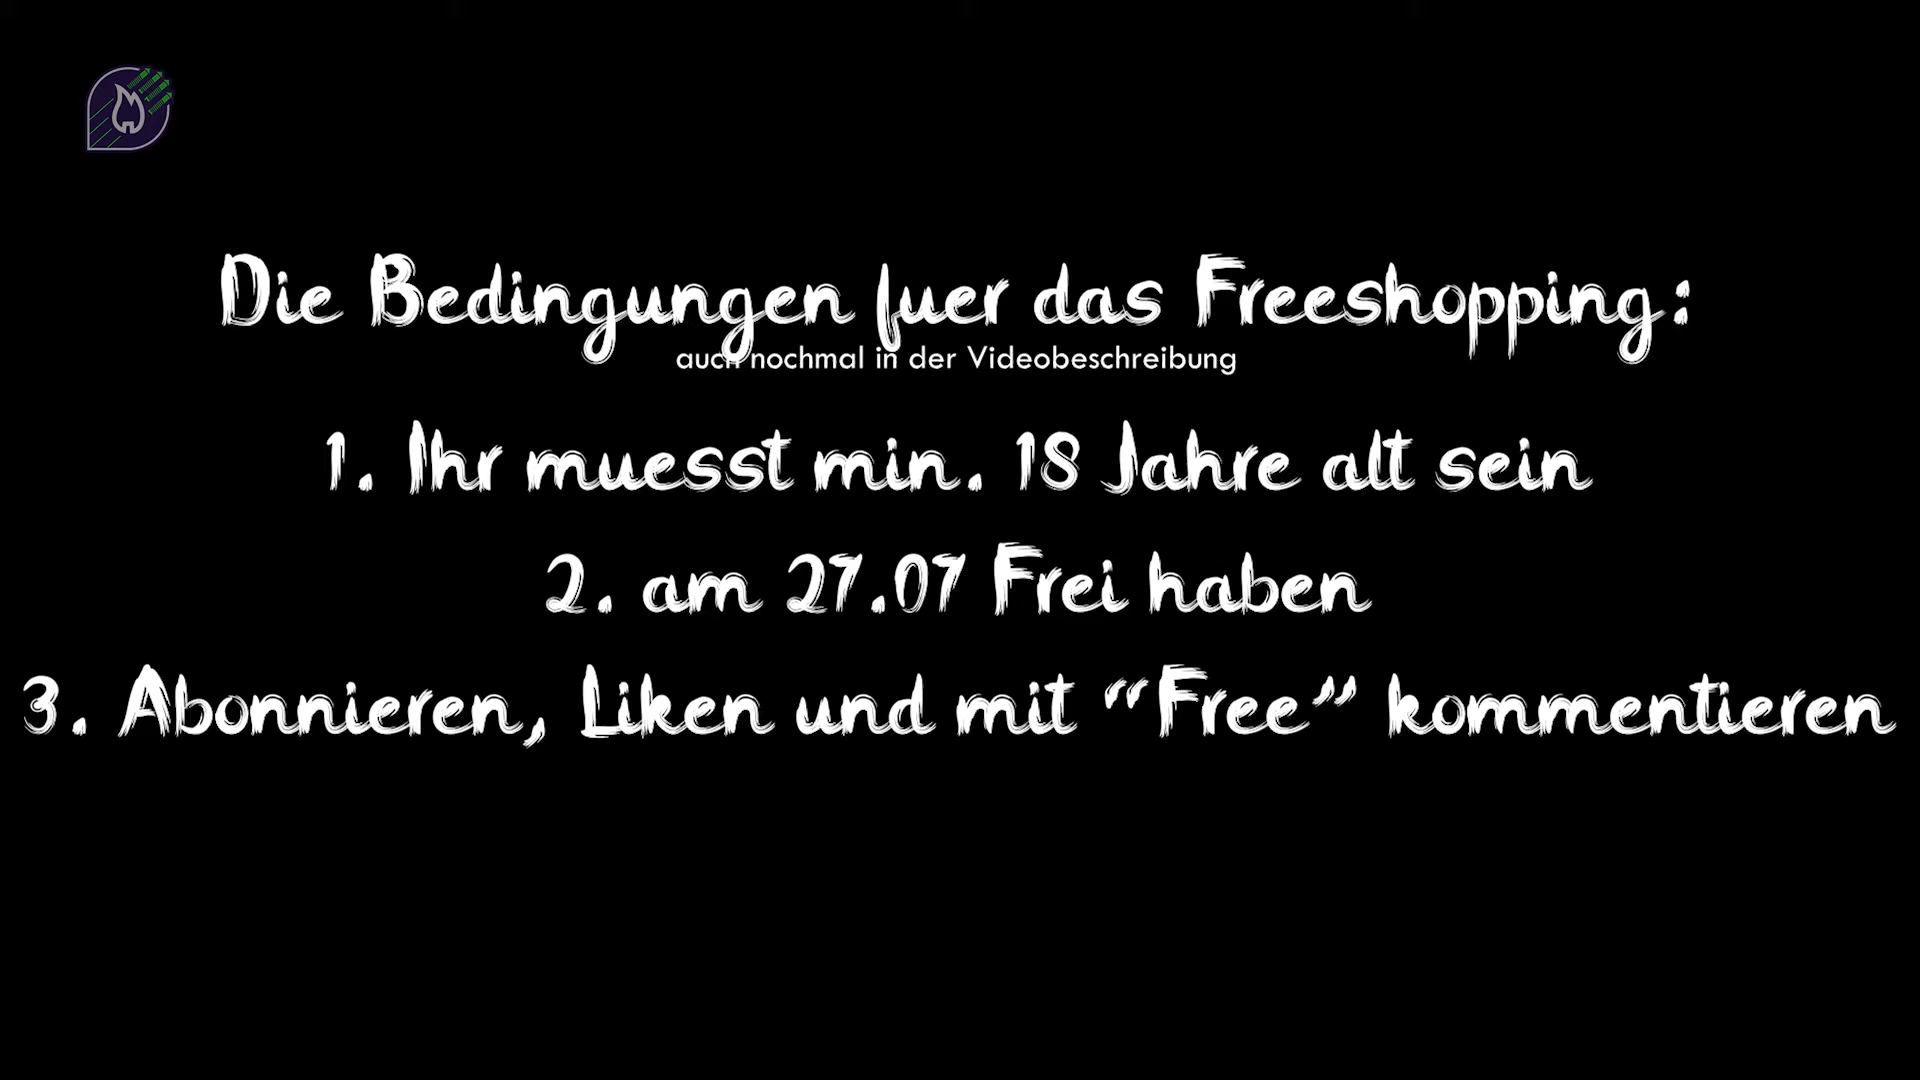 Die Bedingungen fuer das Freeshopping:
auch nochmal in der Videobeschreibung
1. Ihr muesst min. 18 Jahre alt sein
2. am 27.07 Frei haben
3. Abonnieren, Liken und mit “Free” kommentieren